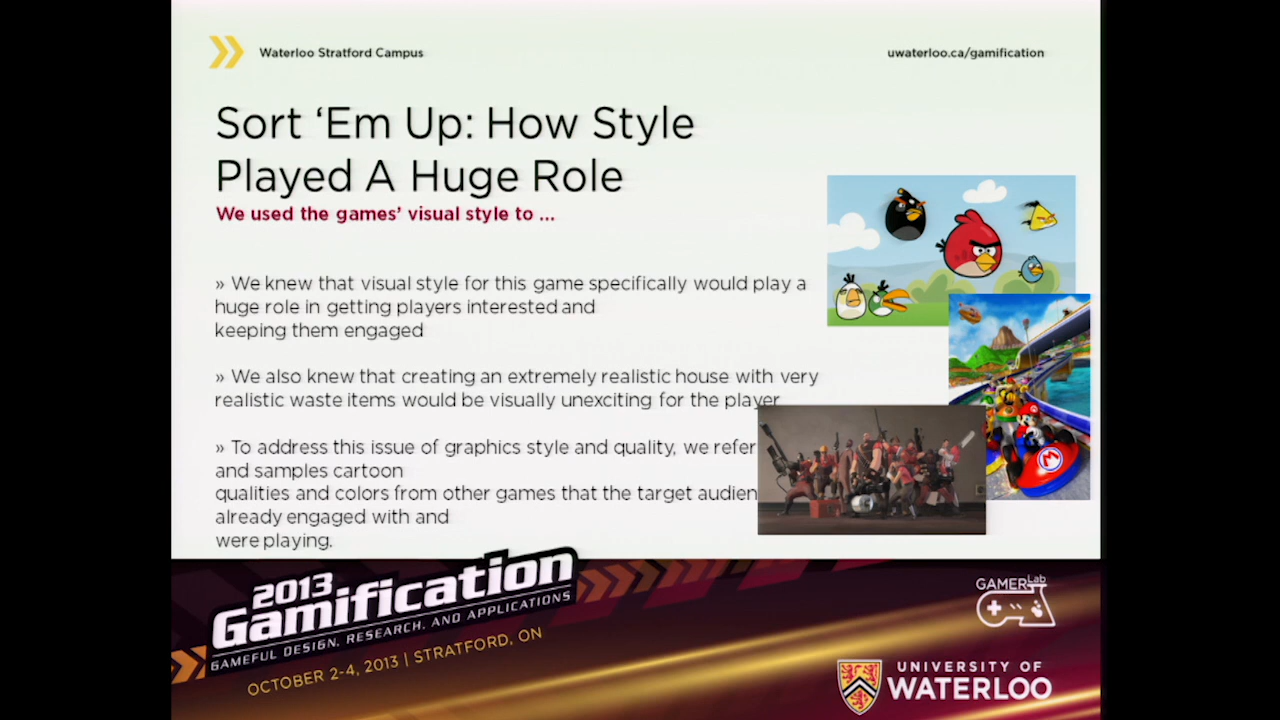 Waterloo Stratford Campus
uwaterloo.ca/gamification
Sort ‘Em Up: How Style
Played A Huge Role
We used the games’ visual style to ...
» We knew that visual style for this game specifically would play a
huge role in getting players interested and
keeping them engaged
» We also knew that creating an extremely realistic house with very
realistic waste items would be visually unexciting for the player
» To address this issue of graphics style and quality, we refer
and samples cartoon
qualities and colors from other games that the target audien
already engaged with and
were playing.
2013
Gamification
GAMEFUL DESIGN, RESEARCH, AND APPLICATIONS
OCTOBER 2-4, 2013 | STRATFORD, ON
GAMERLab
UNIVERSITY OF
WATERLOO